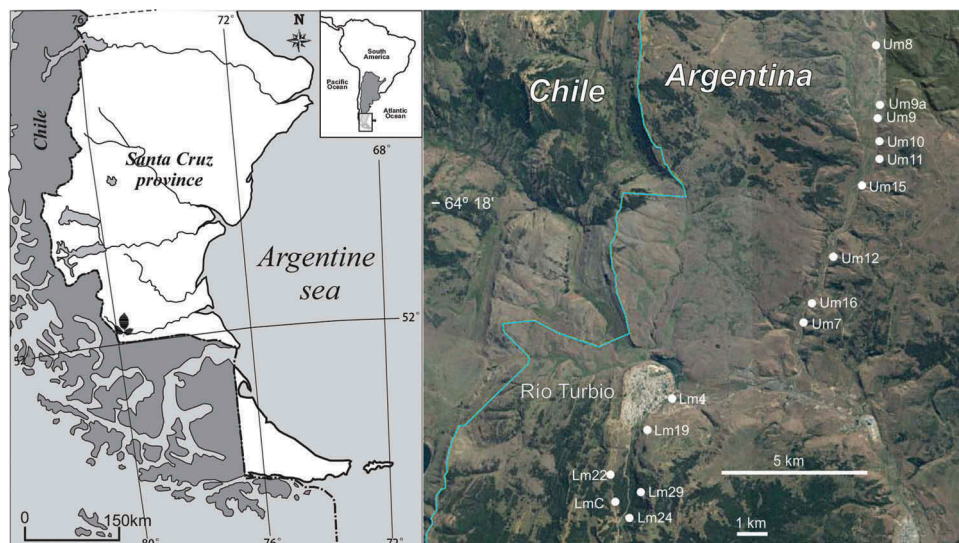 76°
72°
N
South
America
Pacific
Ocean
Atlantic
Ocean
Chile
Santa Cruz
province
68°
Argentine
sea
52°
52°
0
150km
80°
76°
72°
Chile
Argentina
64° 18'
Um8
Um9a
Um9
Um10
Um11
Um15
Um12
Um16
Um7
Río Turbio
Lm4
Lm19
Lm22
Lm29
LmC
Lm24
5 km
1 km